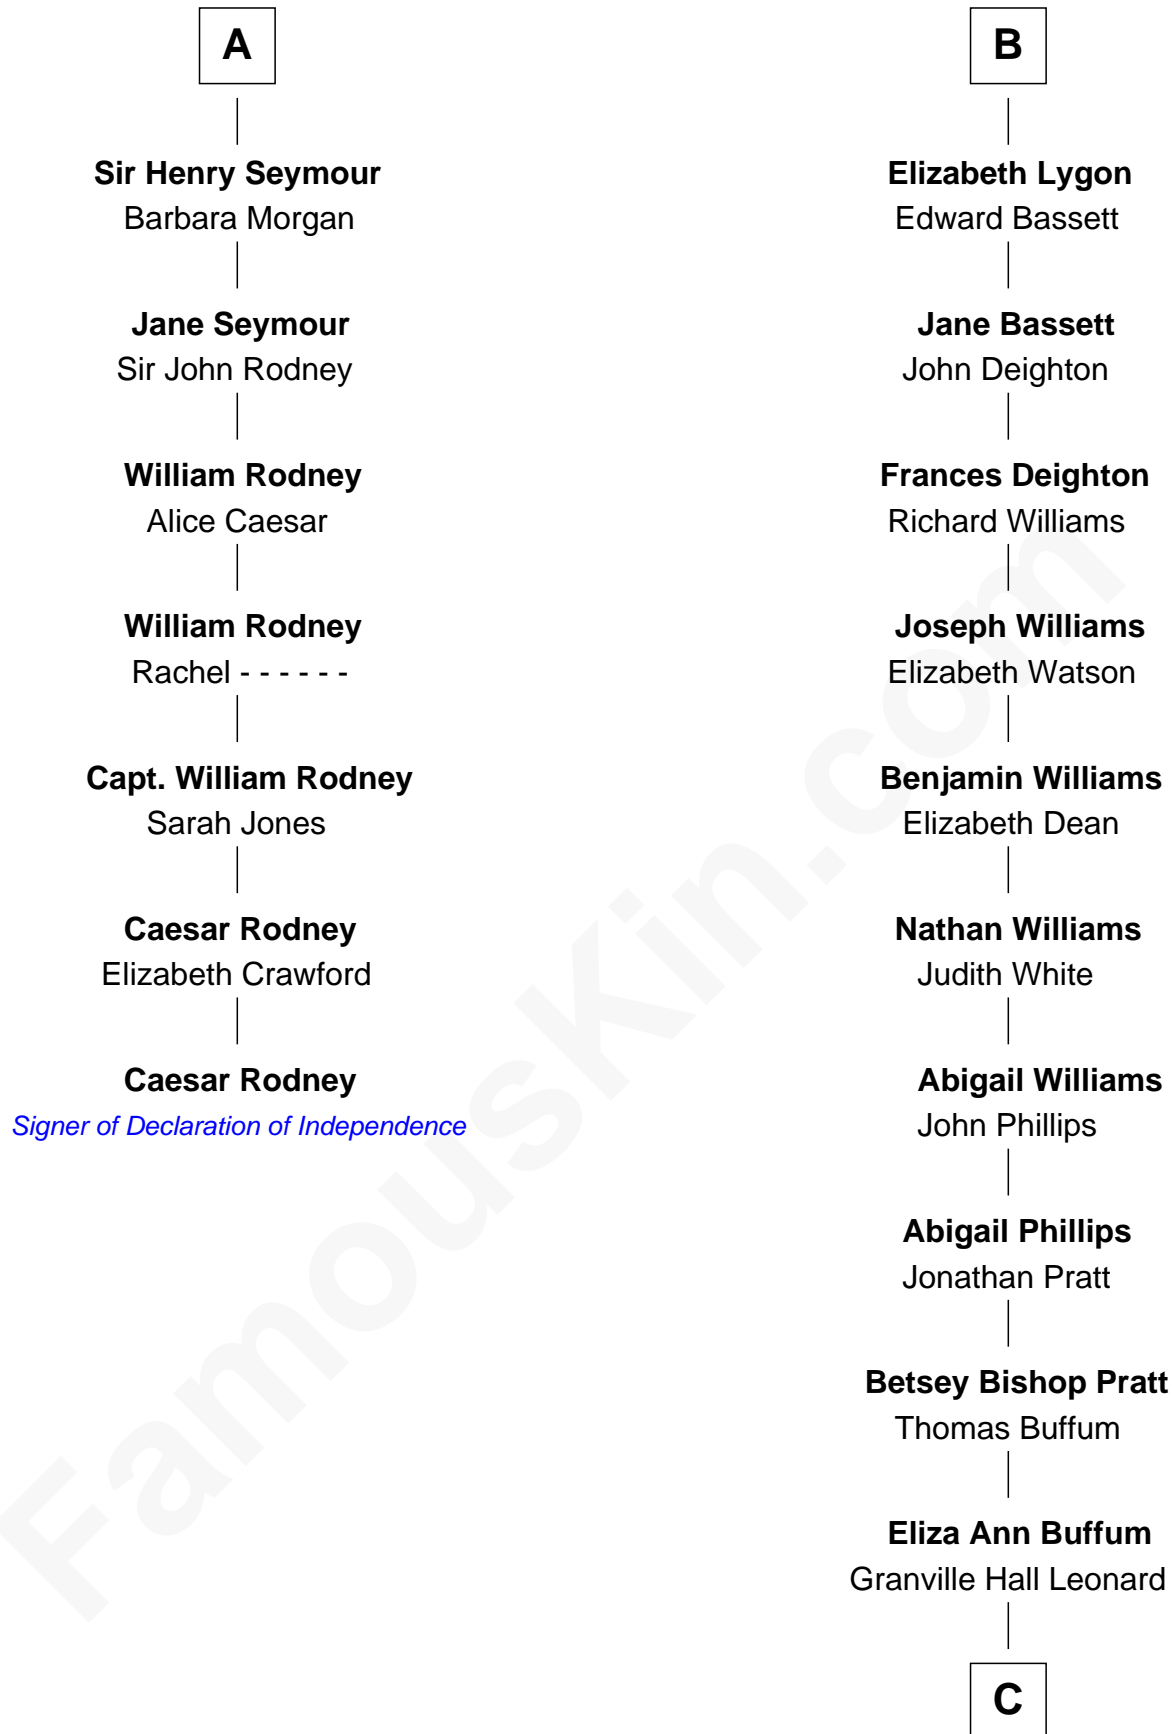 A
Sir Henry Seymour
Barbara Morgan
Jane Seymour
Sir John Rodney
William Rodney
Alice Caesar
William Rodney
Rachel - - - - - -
Capt. William Rodney
Sarah Jones
Caesar Rodney
Elizabeth Crawford
Caesar Rodney
Signer of Declaration of Independence
B
Elizabeth Lygon
Edward Bassett
Jane Bassett
John Deighton
Frances Deighton
Richard Williams
Joseph Williams
Elizabeth Watson
Benjamin Williams
Elizabeth Dean
Nathan Williams
Judith White
Abigail Williams
John Phillips
Abigail Phillips
Jonathan Pratt
Betsey Bishop Pratt
Thomas Buffum
Eliza Ann Buffum
Granville Hall Leonard
C
FamousKin.com